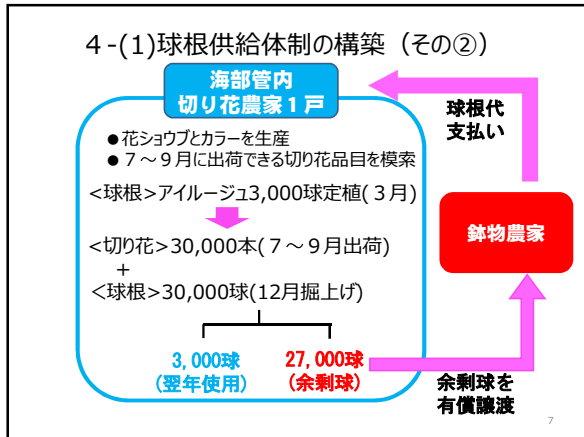 ４-(1)球根供給体制の構築（その②）
海部管内
切り花農家１戸
●花ショウブとカラーを生産
●７～９月に出荷できる切り花品目を模索
<球根>アイルージュ3,000球定植(３月)
<切り花>30,000本(７～９月出荷)
+
<球根>30,000球(12月掘上げ)
3,000球
(翌年使用)
27,000球
(余剰球)
球根代
支払い
鉢物農家
余剰球を
有償譲渡
7